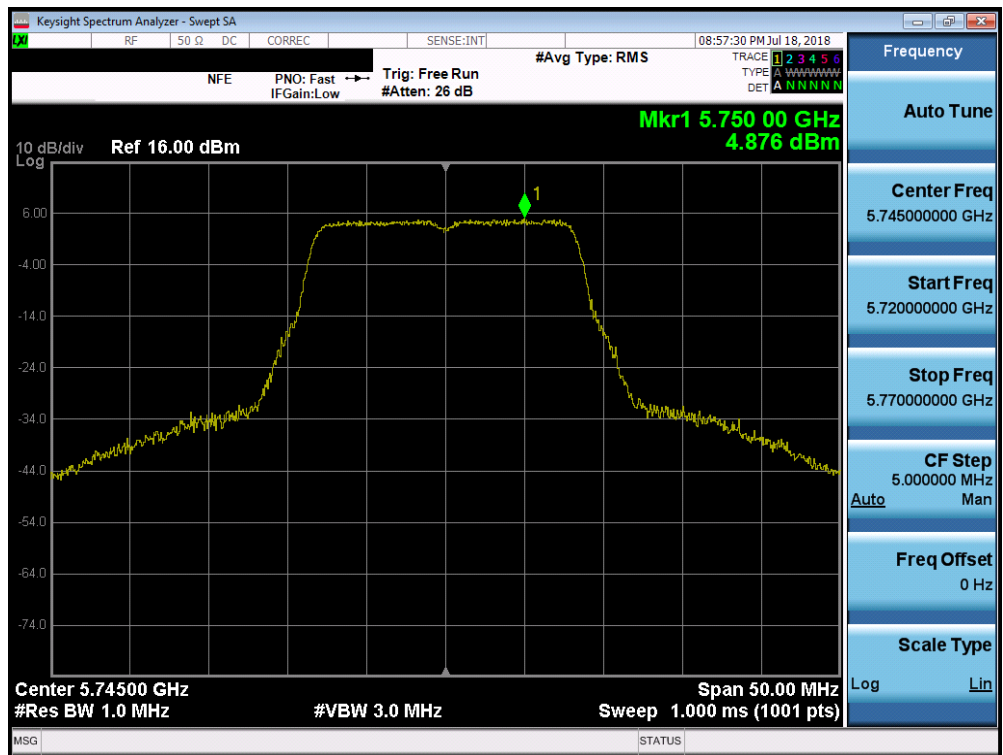 Keysight Spectrum Analyzer - Swept SA
LXI RF 50 Ω DC CORREC SENSE:INT 08:57:30 PM Jul 18, 2018
Frequency
#Avg Type: RMS TRACE 1 2 3 4 5 6
NFE PNO: Fast Trig: Free Run TYPE A WWWWW
IFGain:Low #Atten: 26 dB DET A N N N N N
Auto Tune
Mkr1 5.750 00 GHz
4.876 dBm
10 dB/div Ref 16.00 dBm
Log
1
6.00
-4.00
-14.0
-24.0
-34.0
-44.0
-54.0
-64.0
-74.0
Center Freq
5.745000000 GHz
Start Freq
5.720000000 GHz
Stop Freq
5.770000000 GHz
CF Step
5.000000 MHz
Auto Man
Freq Offset
0 Hz
Scale Type
Log Lin
Center 5.74500 GHz Span 50.00 MHz
#Res BW 1.0 MHz #VBW 3.0 MHz Sweep 1.000 ms (1001 pts)
MSG STATUS